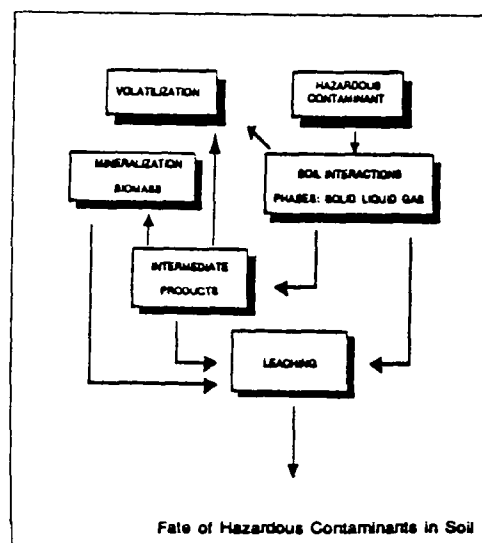 VOLATILIZATION
HAZARDOUS
CONTAMINANT
MINERALIZATION
BIOMASS
SOIL INTERACTIONS
PHASES: SOLID LIQUID GAS
INTERMEDIATE
PRODUCTS
LEACHING
Fate of Hazardous Contaminants in Soil